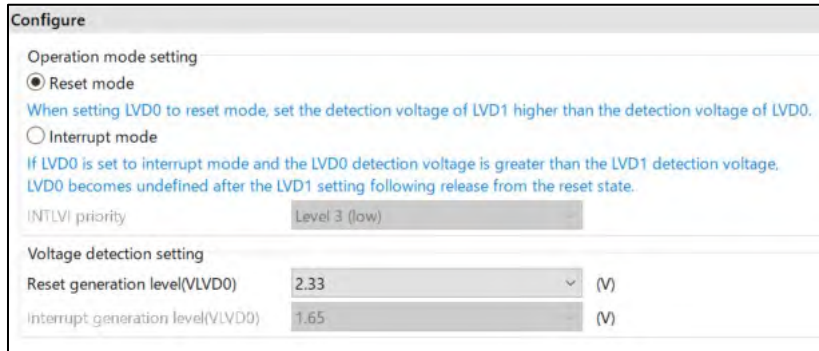 Configure
Operation mode setting
Reset mode
When setting LVD0 to reset mode, set the detection voltage of LVD1 higher than the detection voltage of LVD0.
Interrupt mode
If LVD0 is set to interrupt mode and the LVD0 detection voltage is greater than the LVD1 detection voltage,
LVD0 becomes undefined after the LVD1 setting following release from the reset state.
INTLVI priority Level 3 (low)
Voltage detection setting
Reset generation level(VLVD0) 2.33 (V)
Interrupt generation level(VLVD0) 1.65 (V)